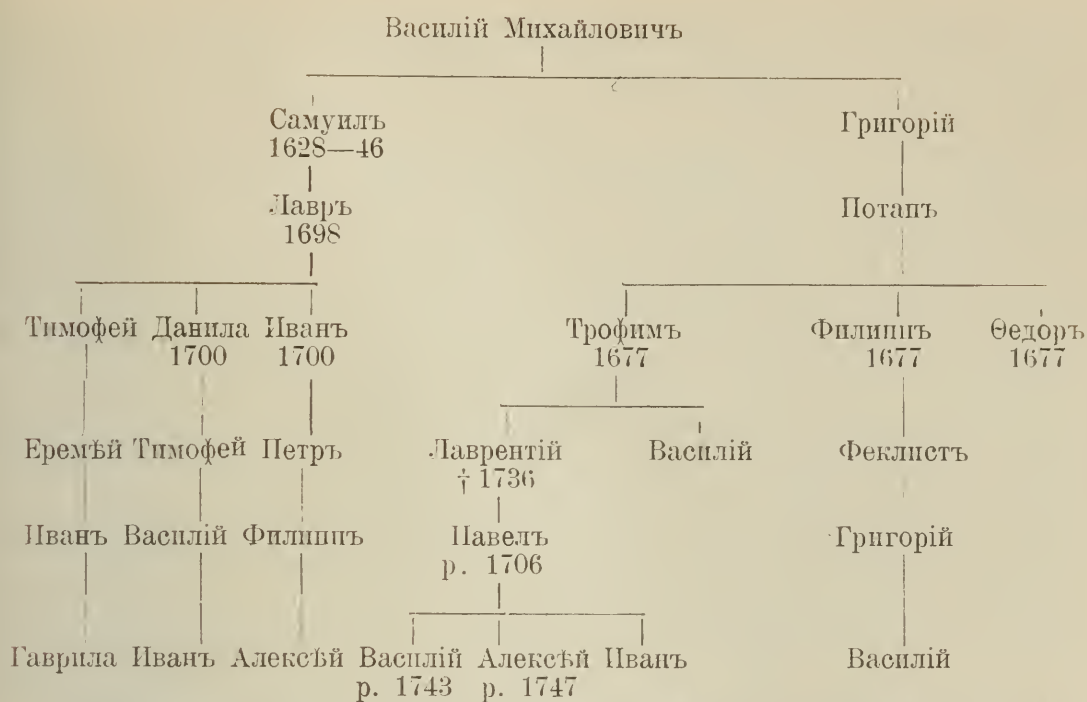 Василій Михайловичъ
Самуилъ Григорій
1628—46
Лавръ Потапъ
1698
Тимофей Данила Иванъ Трофимъ Филиппъ Ѳедоръ
1700 1700 1677 1677 1677
Еремѣй Тимофей Петръ Лаврентій Василій Феклистъ
† 1736
Иванъ Василій Филиппъ Павелъ Григорій
р. 1706
Гаврила Иванъ Алексѣй Василій Алексѣй Иванъ Василій
р. 1743 р. 1747